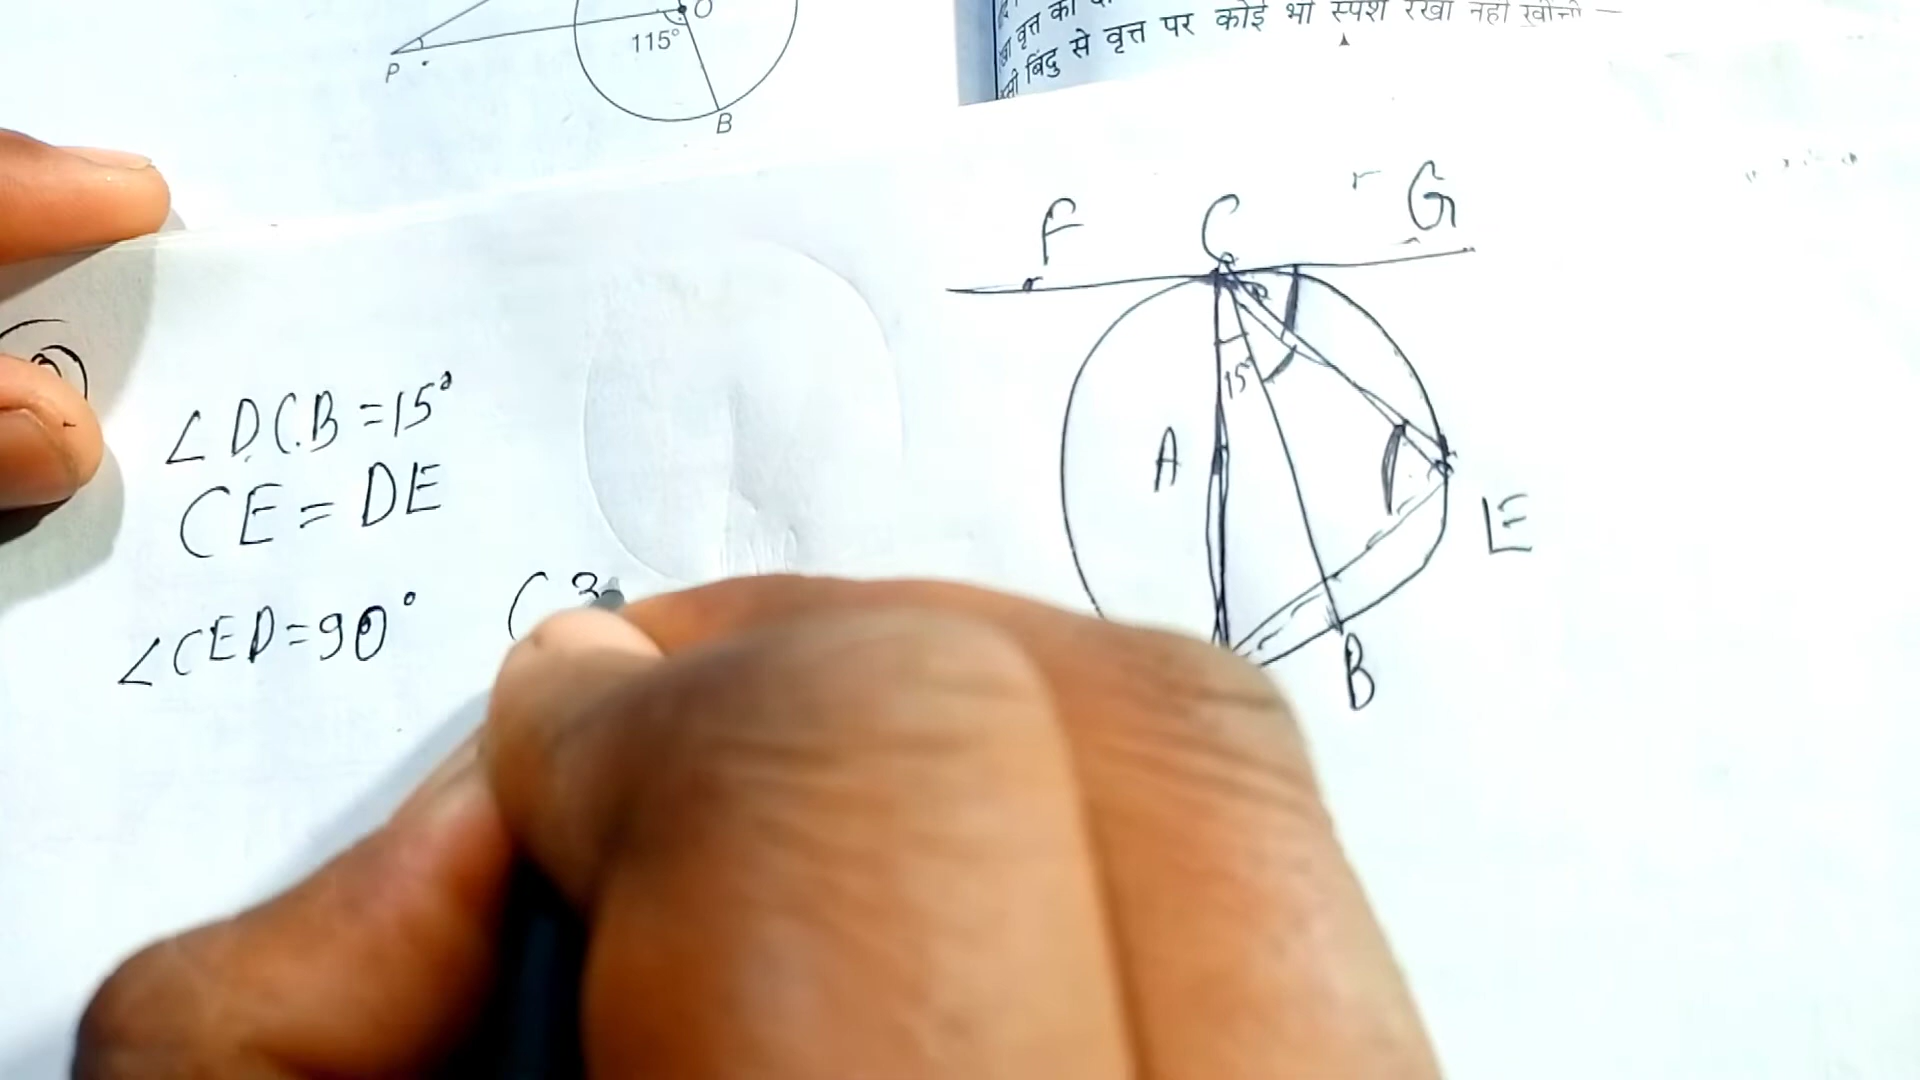 O
115°
P
B
वृत्त
बिंदु से वृत्त पर कोई भी स्पर्श रेखा नहीं
F C G
∠DCB=15°
CE=DE
∠CED=90°
15°
A
E
B